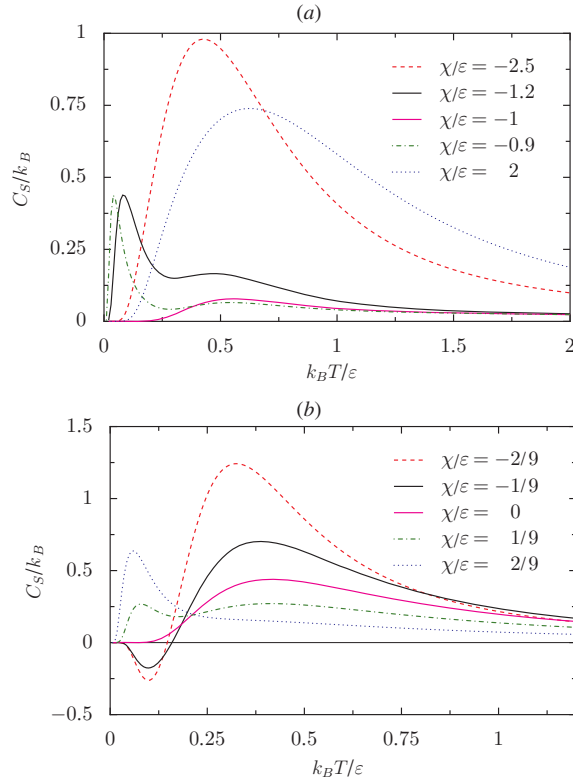 (a)
1
0.75
0.5
0.25
0
C_S/k_B
χ/ε = −2.5
χ/ε = −1.2
χ/ε = −1
χ/ε = −0.9
χ/ε = 2
0 0.5 1 1.5 2
k_BT/ε
(b)
1.5
1
0.5
0
−0.5
C_S/k_B
χ/ε = −2/9
χ/ε = −1/9
χ/ε = 0
χ/ε = 1/9
χ/ε = 2/9
0 0.25 0.5 0.75 1
k_BT/ε